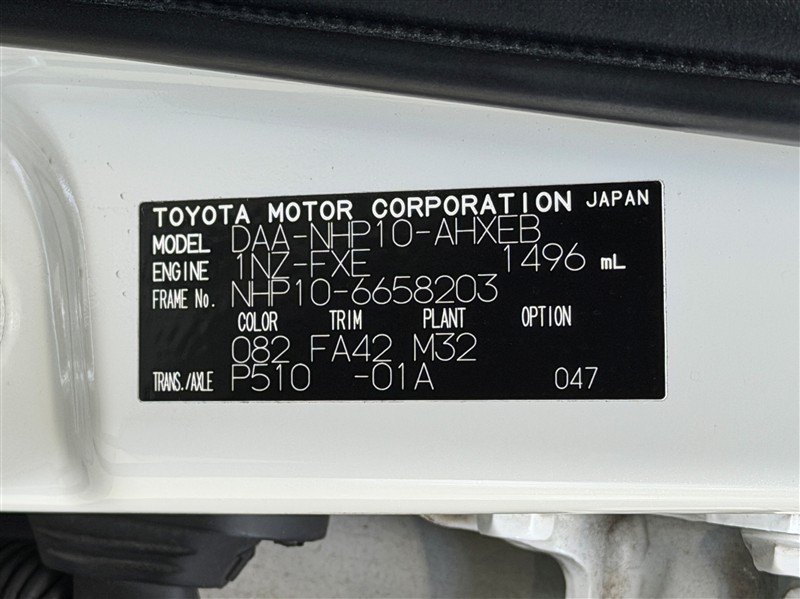 TOYOTA MOTOR CORPORATION JAPAN
MODEL DAA-NHP10-AHXEB
ENGINE 1NZ-FXE 1496 mL
FRAME No. NHP10-6658203
COLOR TRIM PLANT OPTION
082 FA42 M32
TRANS./AXLE P510 -01A 047